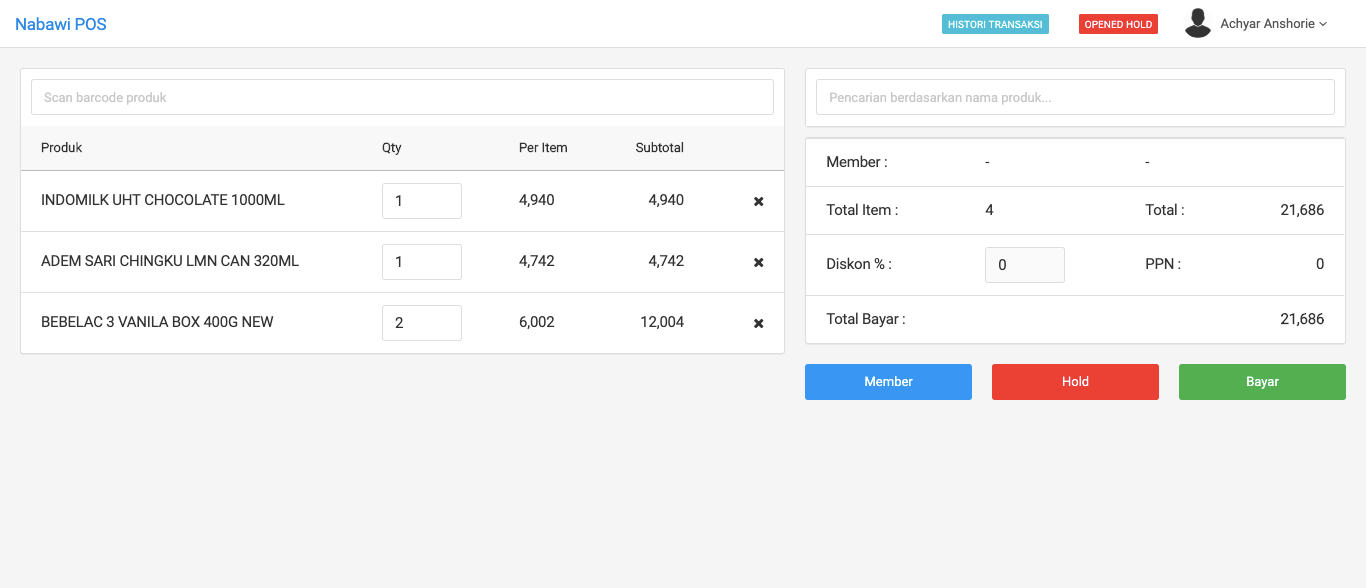 Nabawi POS
HISTORI TRANSAKSI
OPENED HOLD
Achyar Anshorie
Scan barcode produk
Produk Qty Per Item Subtotal
INDOMILK UHT CHOCOLATE 1000ML 1 4,940 4,940
ADEM SARI CHINGKU LMN CAN 320ML 1 4,742 4,742
BEBELAC 3 VANILA BOX 400G NEW 2 6,002 12,004
Pencarian berdasarkan nama produk...
Member : - -
Total Item : 4 Total : 21,686
Diskon % : 0 PPN : 0
Total Bayar : 21,686
Member Hold Bayar